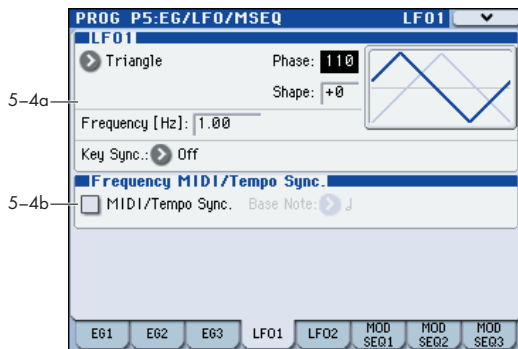 PROG P5:EG/LFO/MSEQ LFO1
LFO1
Triangle Phase: 110
Shape: +0
5-4a
Frequency [Hz]: 1.00
Key Sync.: Off
Frequency MIDI/Tempo Sync.
5-4b
MIDI/Tempo Sync. Base Note: ♩
EG1 EG2 EG3 LFO1 LFO2 MOD SEQ1 MOD SEQ2 MOD SEQ3